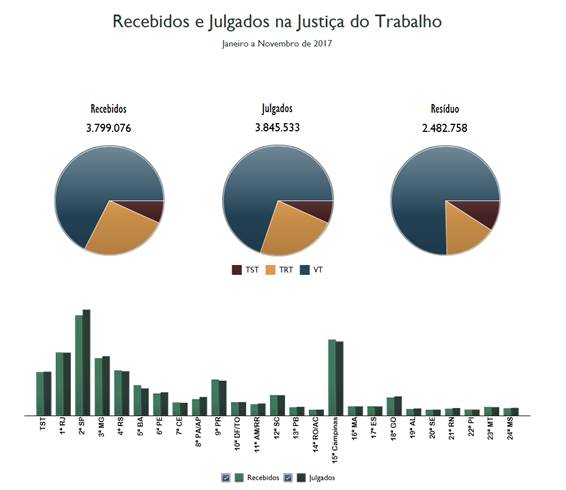 Recebidos e Julgados na Justiça do Trabalho
Janeiro a Novembro de 2017
Recebidos
3.799.076
Julgados
3.845.533
Resíduo
2.482.758
TST TRT VT
TST
1ª RJ
2ª SP
3ª MG
4ª RS
5ª BA
6ª PE
7ª CE
8ª PA/AP
9ª PR
10ª DF/TO
11ª AM/RR
12ª SC
13ª PB
14ª RO/AC
15ª Campinas
16ª MA
17ª ES
18ª GO
19ª AL
20ª SE
21ª RN
22ª PI
23ª MT
24ª MS
Recebidos Julgados